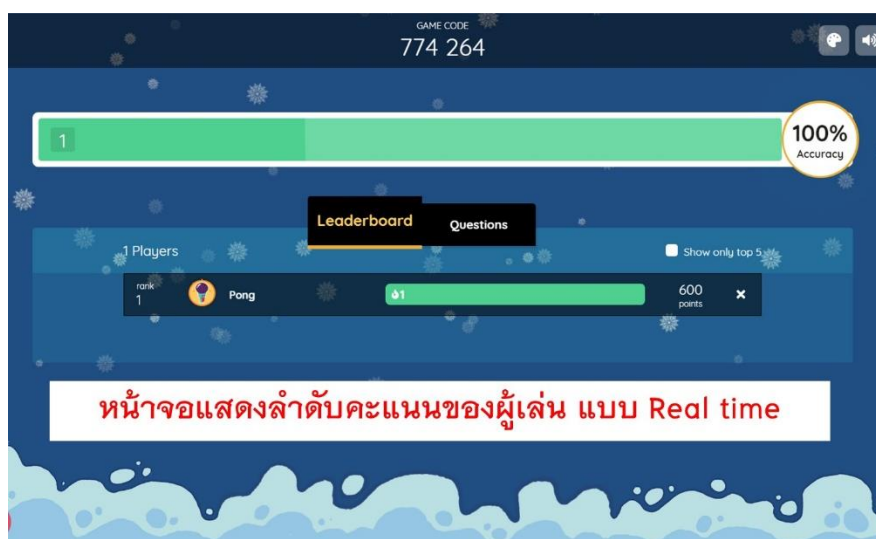 GAME CODE
774 264
1
100%
Accuracy
Leaderboard
Questions
1 Players
Show only top 5
rank
1
Pong
1
600
points
หน้าจอแสดงลำดับคะแนนของผู้เล่น แบบ Real time